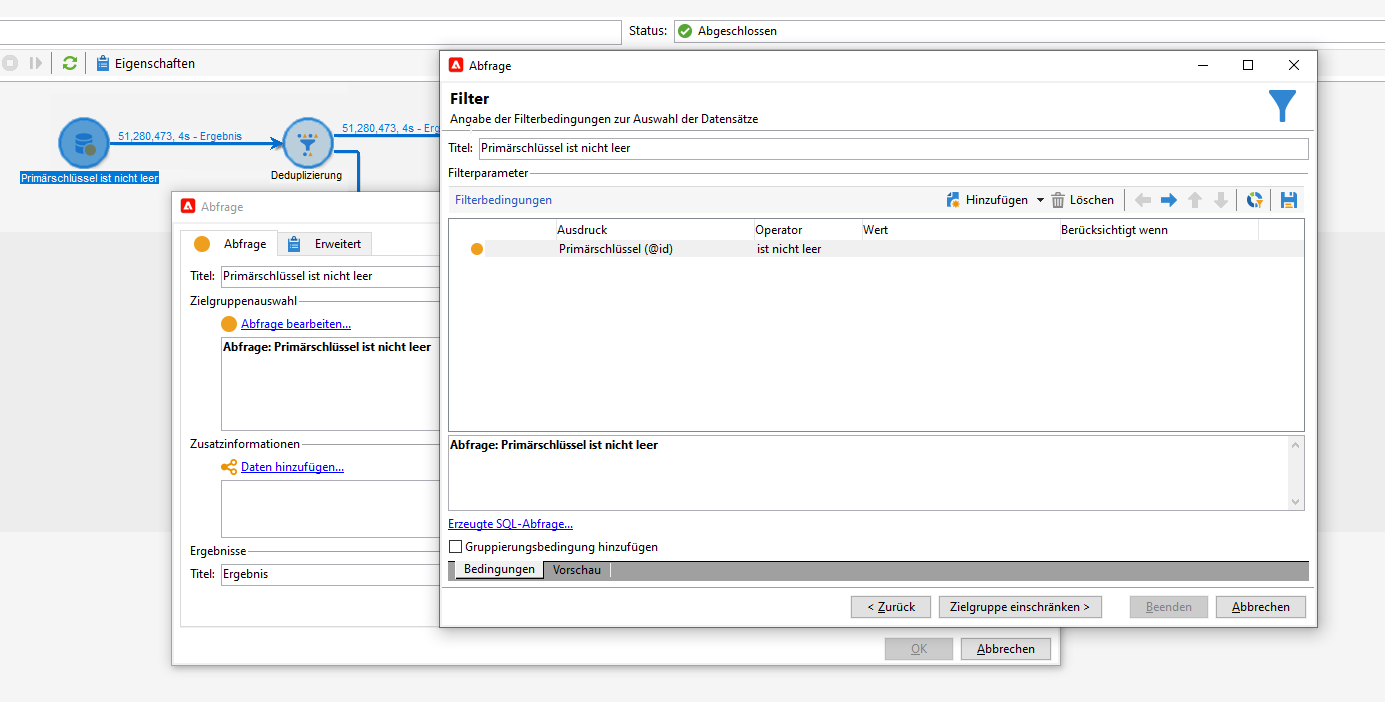 Status: Abgeschlossen
Eigenschaften
51,280,473, 4s - Ergebnis
51,280,473, 4s - Erg
Primärschlüssel ist nicht leer
Deduplizierung
Abfrage
Abfrage Erweitert
Titel: Primärschlüssel ist nicht leer
Zielgruppenauswahl
Abfrage bearbeiten...
Abfrage: Primärschlüssel ist nicht leer
Zusatzinformationen
Daten hinzufügen...
Ergebnisse
Titel: Ergebnis
OK Abbrechen
Abfrage
Filter
Angabe der Filterbedingungen zur Auswahl der Datensätze
Titel: Primärschlüssel ist nicht leer
Filterparameter
Filterbedingungen Hinzufügen Löschen
Ausdruck Operator Wert Berücksichtigt wenn
Primärschlüssel (@id) ist nicht leer
Abfrage: Primärschlüssel ist nicht leer
Erzeugte SQL-Abfrage...
Gruppierungsbedingung hinzufügen
Bedingungen Vorschau
< Zurück Zielgruppe einschränken > Beenden Abbrechen